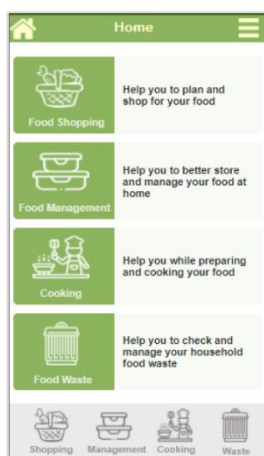 Home
Help you to plan and
shop for your food
Food Shopping
Help you to better store
and manage your food at
home
Food Management
Help you while preparing
and cooking your food
Cooking
Help you to check and
manage your household
food waste
Food Waste
Shopping Management Cooking Waste